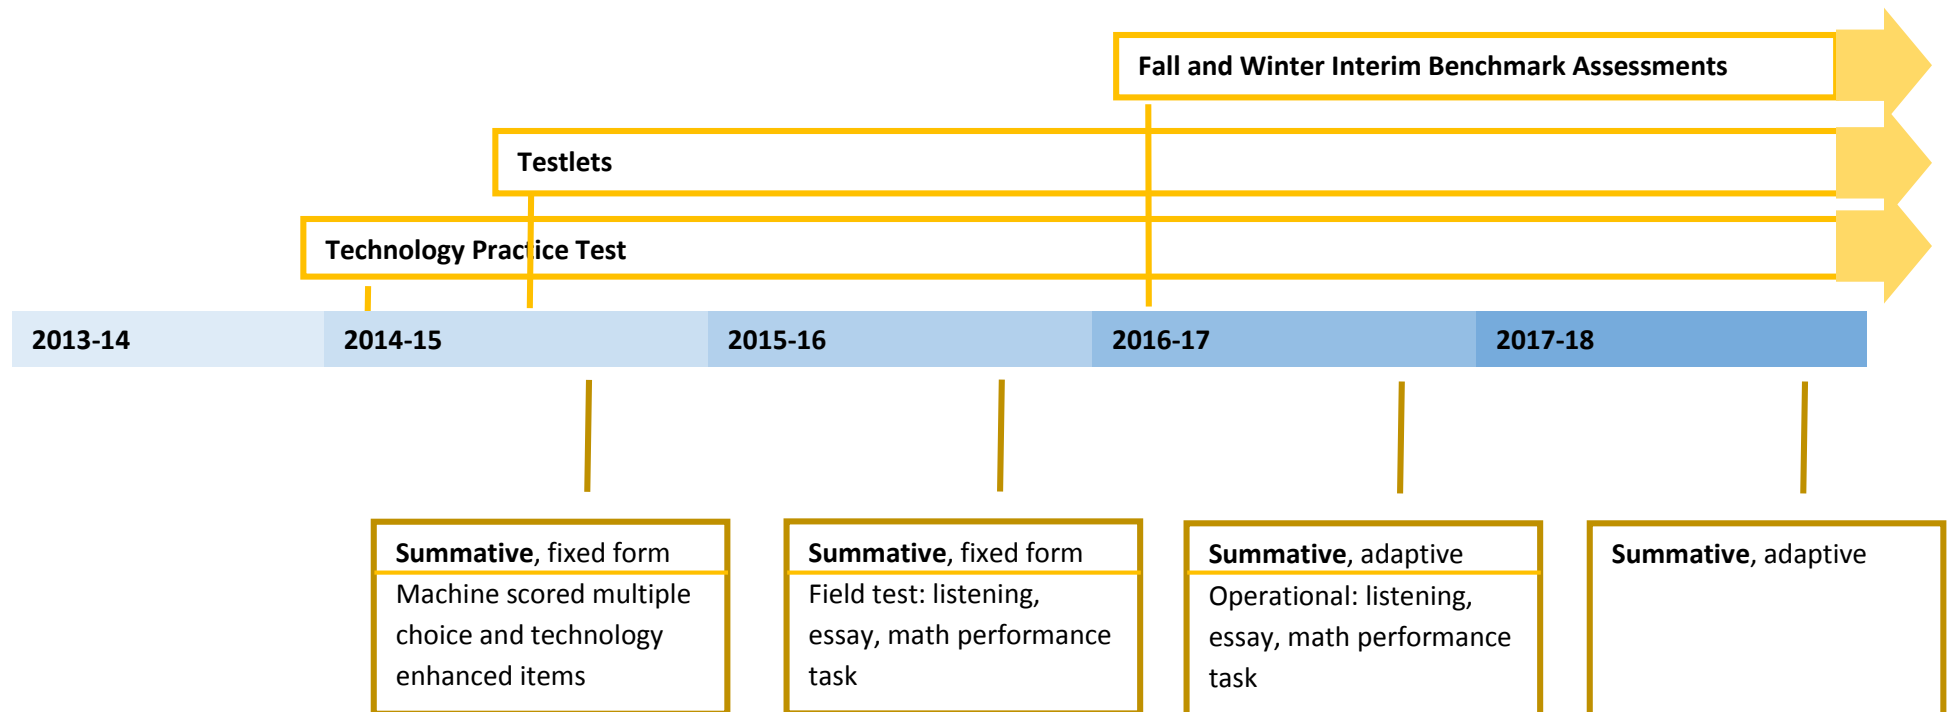 Fall and Winter Interim Benchmark Assessments
Testlets
Technology Practice Test
2013-14
2014-15
2015-16
2016-17
2017-18
Summative, fixed form
Machine scored multiple
choice and technology
enhanced items
Summative, fixed form
Field test: listening,
essay, math performance
task
Summative, adaptive
Operational: listening,
essay, math performance
task
Summative, adaptive